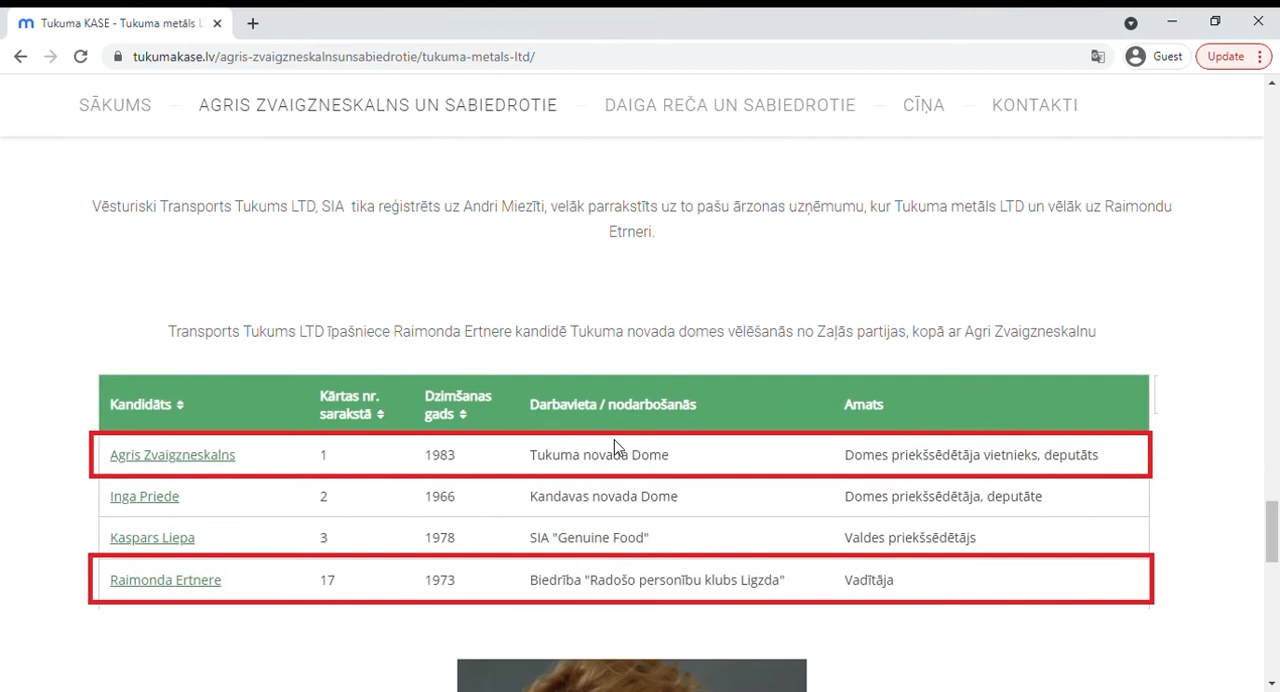 Tukuma KASE - Tukuma metāls
tukumakase.lv/agris-zvaigzneskalnsunsabiedrotie/tukuma-metals-ltd/
Guest
Update
SĀKUMS
AGRIS ZVAIGZNESKALNS UN SABIEDROTIE
DAIGA REČA UN SABIEDROTIE
CĪŅA
KONTAKTI
Vēsturiski Transports Tukums LTD, SIA tika reģistrēts uz Andri Miezīti, velāk parrakstīts uz to pašu ārzonas uzņēmumu, kur Tukuma metāls LTD un vēlāk uz Raimondu
Etrneri.
Transports Tukums LTD īpašniece Raimonda Ertnere kandidē Tukuma novada domes vēlēšanās no Zaļās partijas, kopā ar Agri Zvaigzneskalnu
Kandidāts Kārtas nr. sarakstā Dzimšanas gads Darbavieta / nodarbošanās Amats
Agris Zvaigzneskalns 1 1983 Tukuma novada Dome Domes priekšsēdētāja vietnieks, deputāts
Inga Priede 2 1966 Kandavas novada Dome Domes priekšsēdētāja, deputāte
Kaspars Liepa 3 1978 SIA "Genuine Food" Valdes priekšsēdētājs
Raimonda Ertnere 17 1973 Biedrība "Radošo personību klubs Ligzda" Vadītāja